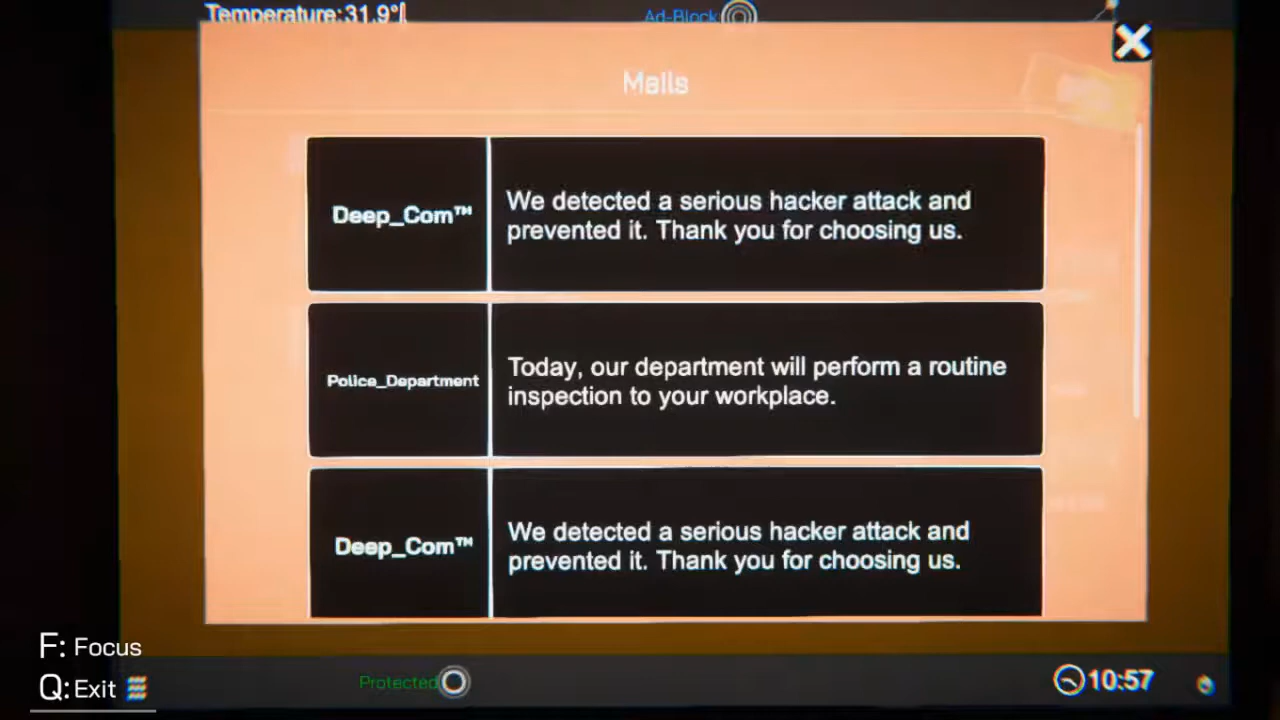 Temperature:31.9°
Ad-Block
Mails
Deep_Com™
We detected a serious hacker attack and
prevented it. Thank you for choosing us.
Police_Department
Today, our department will perform a routine
inspection to your workplace.
Deep_Com™
We detected a serious hacker attack and
prevented it. Thank you for choosing us.
F: Focus
Q: Exit
Protected
10:57